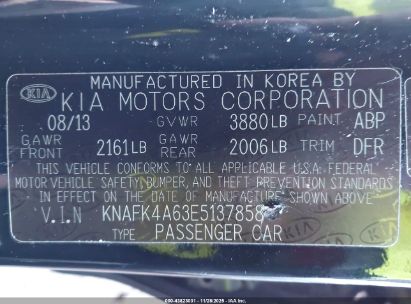 MANUFACTURED IN KOREA BY
KIA KIA MOTORS CORPORATION
08/13 GVWR 3880LB PAINT ABP
GAWR FRONT 2161LB GAWR REAR 2006LB TRIM DFR
THIS VEHICLE CONFORMS TO ALL APPLICABLE U.S.A. FEDERAL
MOTOR VEHICLE SAFETY, BUMPER, AND THEFT PREVENTION STANDARDS
IN EFFECT ON THE DATE OF MANUFACTURE SHOWN ABOVE.
V.I.N KNAFK4A63E5137858
TYPE PASSENGER CAR